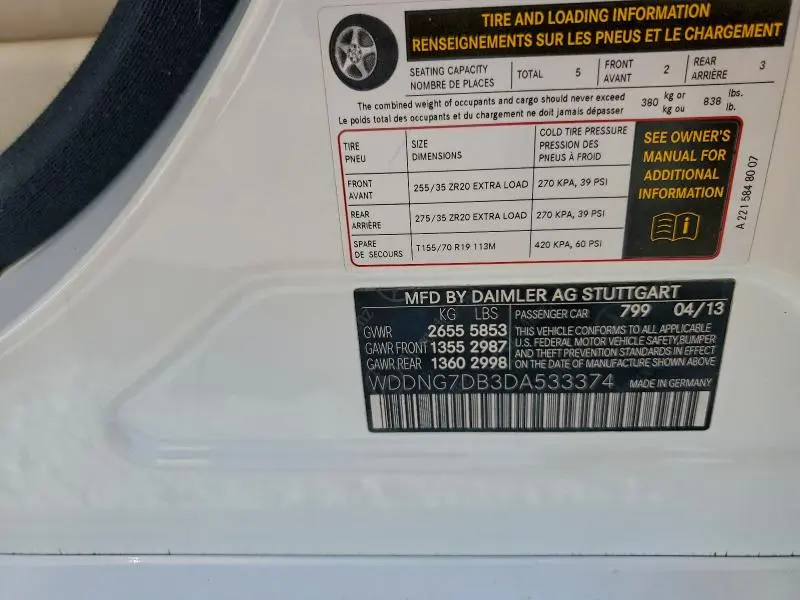 TIRE AND LOADING INFORMATION
RENSEIGNEMENTS SUR LES PNEUS ET LE CHARGEMENT
SEATING CAPACITY
NOMBRE DE PLACES
TOTAL 5
FRONT
AVANT
2
REAR
ARRIÈRE
3
The combined weight of occupants and cargo should never exceed
Le poids total des occupants et du chargement ne doit jamais dépasser
380
kg or
kg ou
838
lbs.
lb.
TIRE
PNEU
SIZE
DIMENSIONS
COLD TIRE PRESSURE
PRESSION DES
PNEUS À FROID
FRONT
AVANT
255/35 ZR20 EXTRA LOAD
270 KPA, 39 PSI
REAR
ARRIÈRE
275/35 ZR20 EXTRA LOAD
270 KPA, 39 PSI
SPARE
DE SECOURS
T155/70 R19 113M
420 KPA, 60 PSI
SEE OWNER'S
MANUAL FOR
ADDITIONAL
INFORMATION
A 221 584 80 07
MFD BY DAIMLER AG STUTTGART
KG LBS
GVWR 2655 5853
GAWR FRONT 1355 2987
GAWR REAR 1360 2998
PASSENGER CAR 799 04/13
THIS VEHICLE CONFORMS TO ALL APPLICABLE
U.S. FEDERAL MOTOR VEHICLE SAFETY,BUMPER
AND THEFT PREVENTION STANDARDS IN EFFECT
ON THE DATE OF MANUFACTURE SHOWN ABOVE
WDDNG7DB3DA533374 MADE IN GERMANY